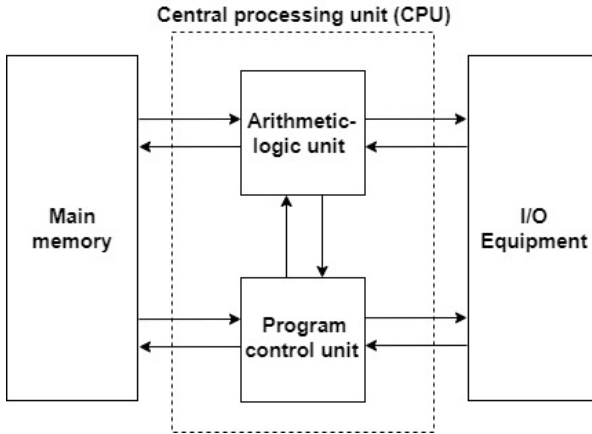 Central processing unit (CPU)
Arithmetic-
logic unit
Main
memory
I/O
Equipment
Program
control unit